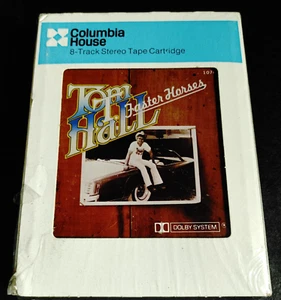 Columbia
House
8-Track Stereo Tape Cartridge
Tom T
Hall
Faster Horses
DOLBY SYSTEM